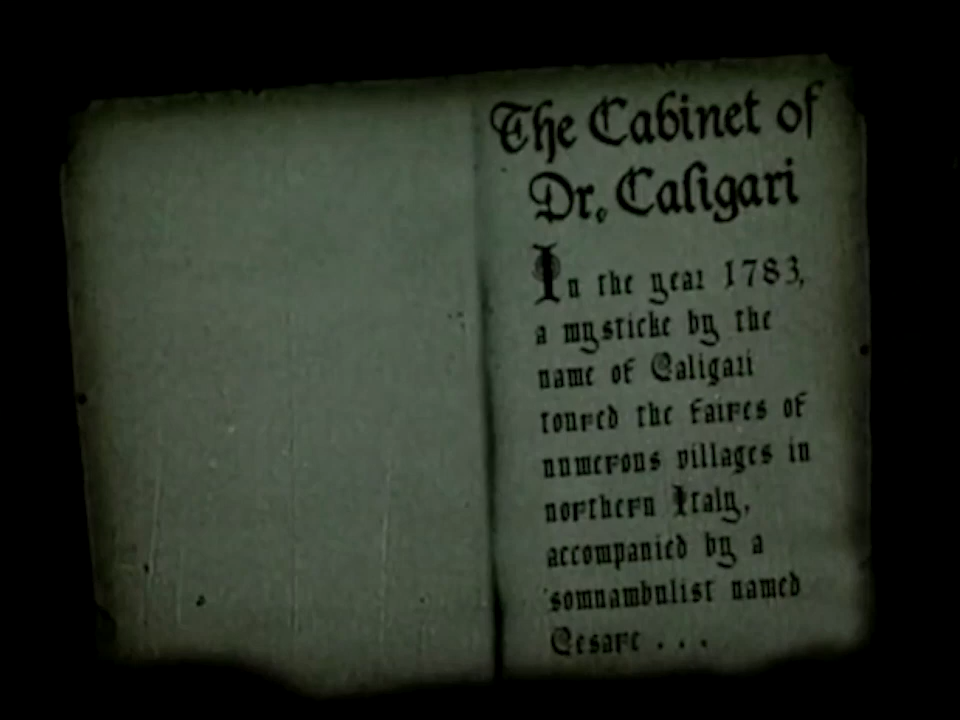 The Cabinet of
Dr. Caligari
In the year 1783,
a mysticke by the
name of Caligari
toured the faires of
numerous villages in
northern Italy,
accompanied by a
somnambulist named
Cesare . . .